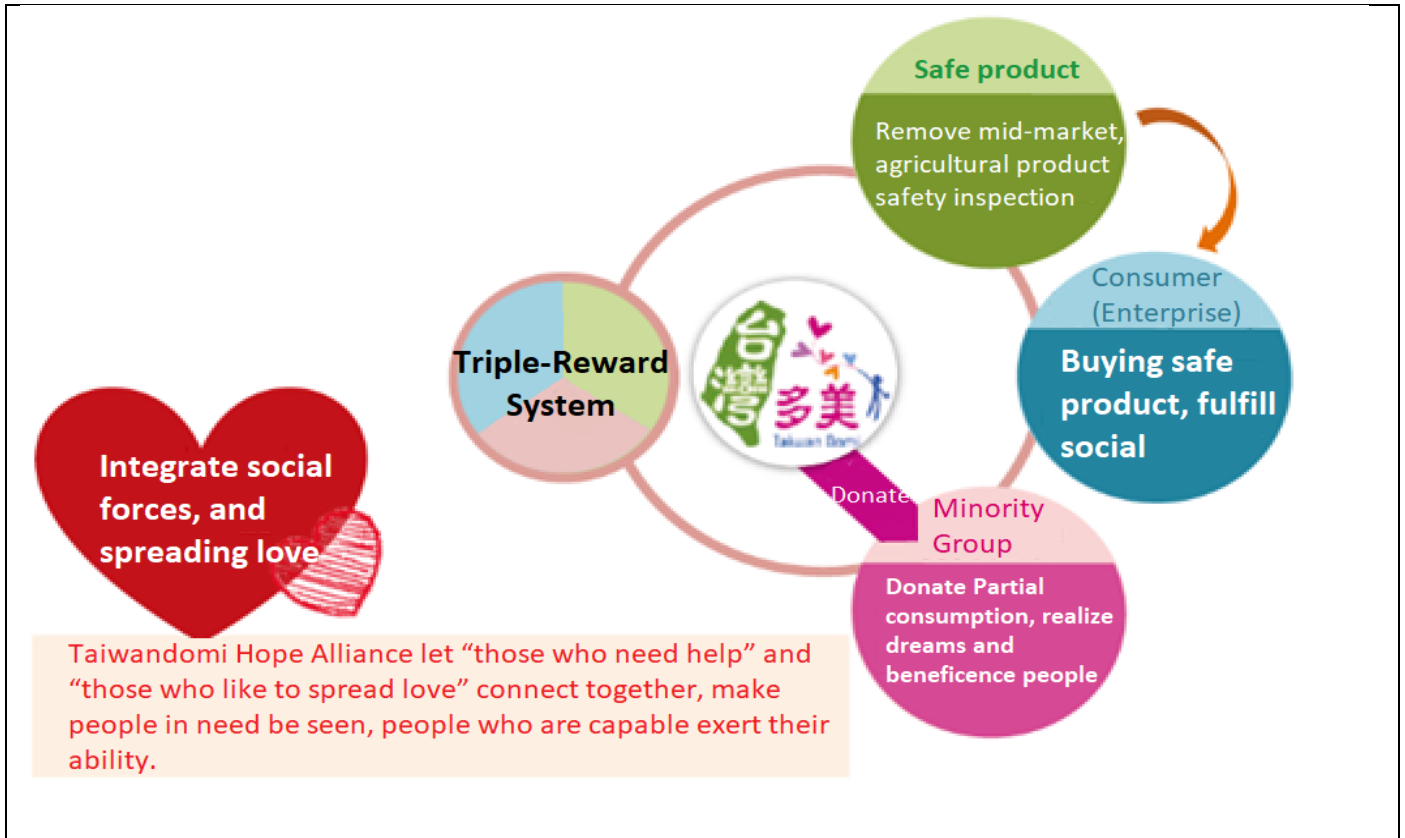 Safe product
Remove mid-market,
agricultural product
safety inspection
Consumer
(Enterprise)
Buying safe
product, fulfill
social
Triple-Reward
System
台灣
多美
Taiwan Domi
Donate
Minority
Group
Donate Partial
consumption, realize
dreams and
beneficence people
Integrate social
forces, and
spreading love
Taiwandomi Hope Alliance let “those who need help” and
“those who like to spread love” connect together, make
people in need be seen, people who are capable exert their
ability.